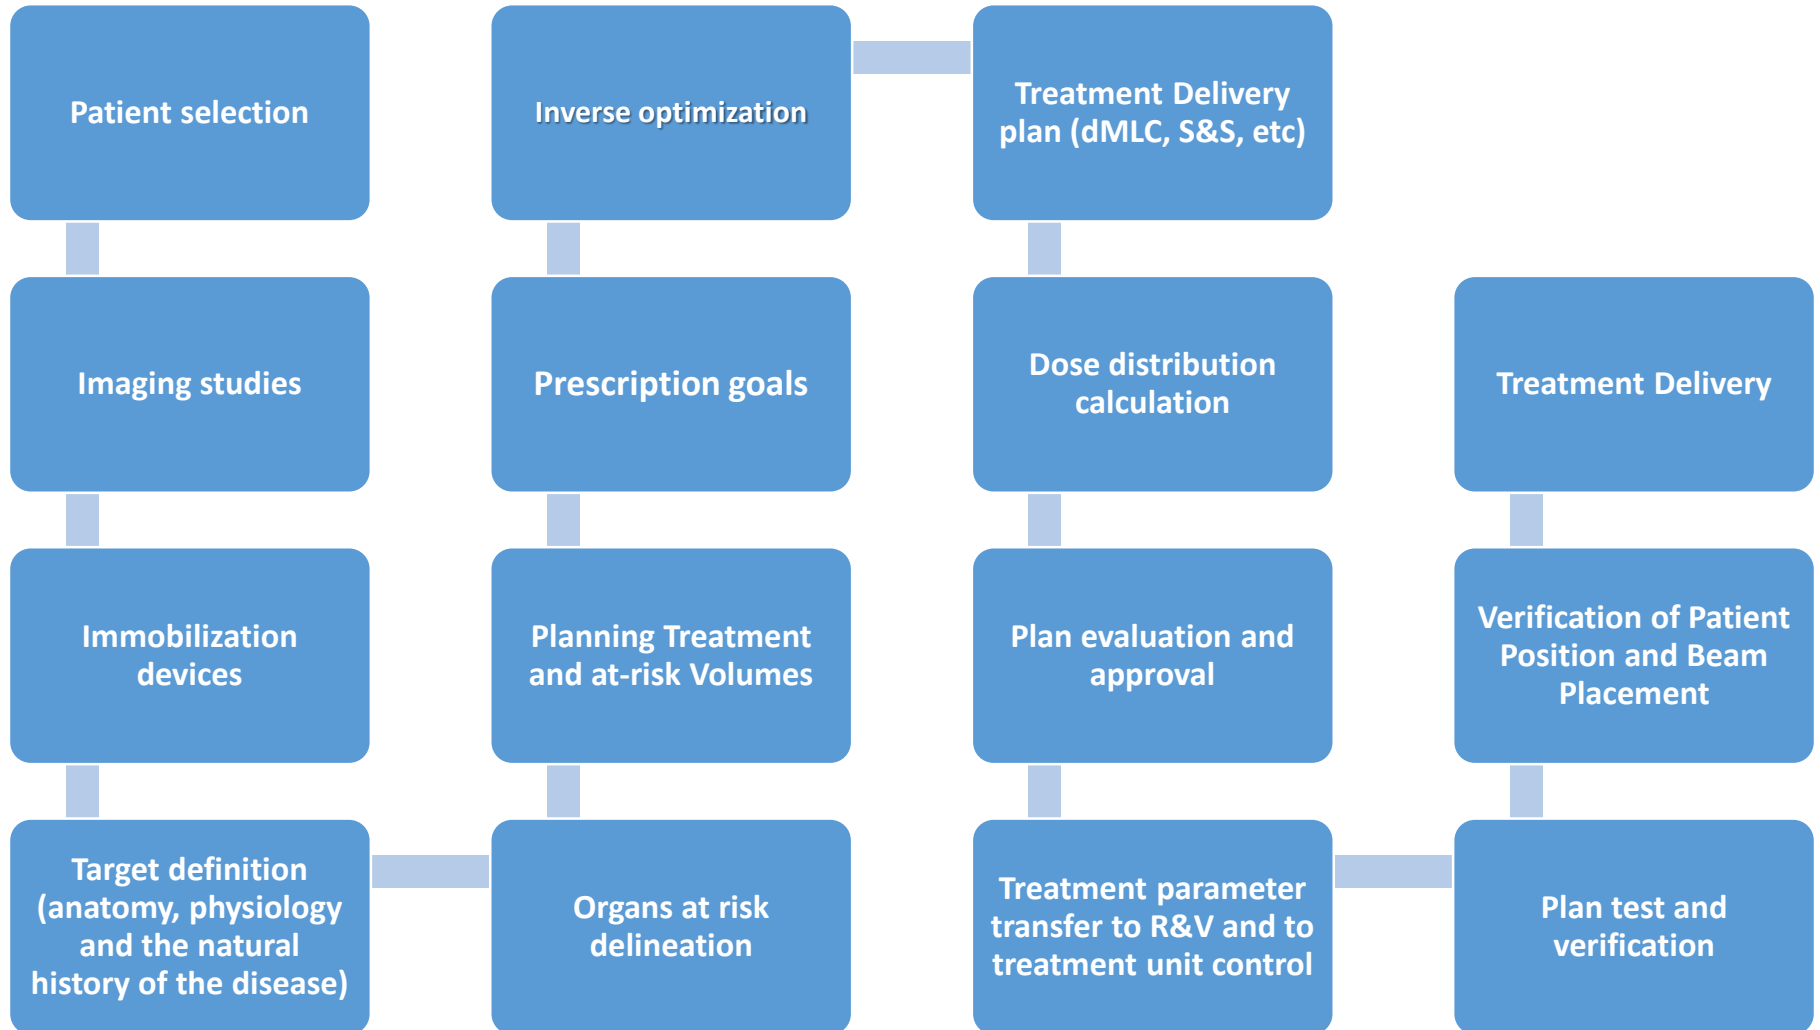 Patient selection
Imaging studies
Immobilization
devices
Target definition
(anatomy, physiology
and the natural
history of the disease)
Organs at risk
delineation
Planning Treatment
and at-risk Volumes
Prescription goals
Inverse optimization
Treatment Delivery
plan (dMLC, S&S, etc)
Dose distribution
calculation
Plan evaluation and
approval
Treatment parameter
transfer to R&V and to
treatment unit control
Plan test and
verification
Verification of Patient
Position and Beam
Placement
Treatment Delivery